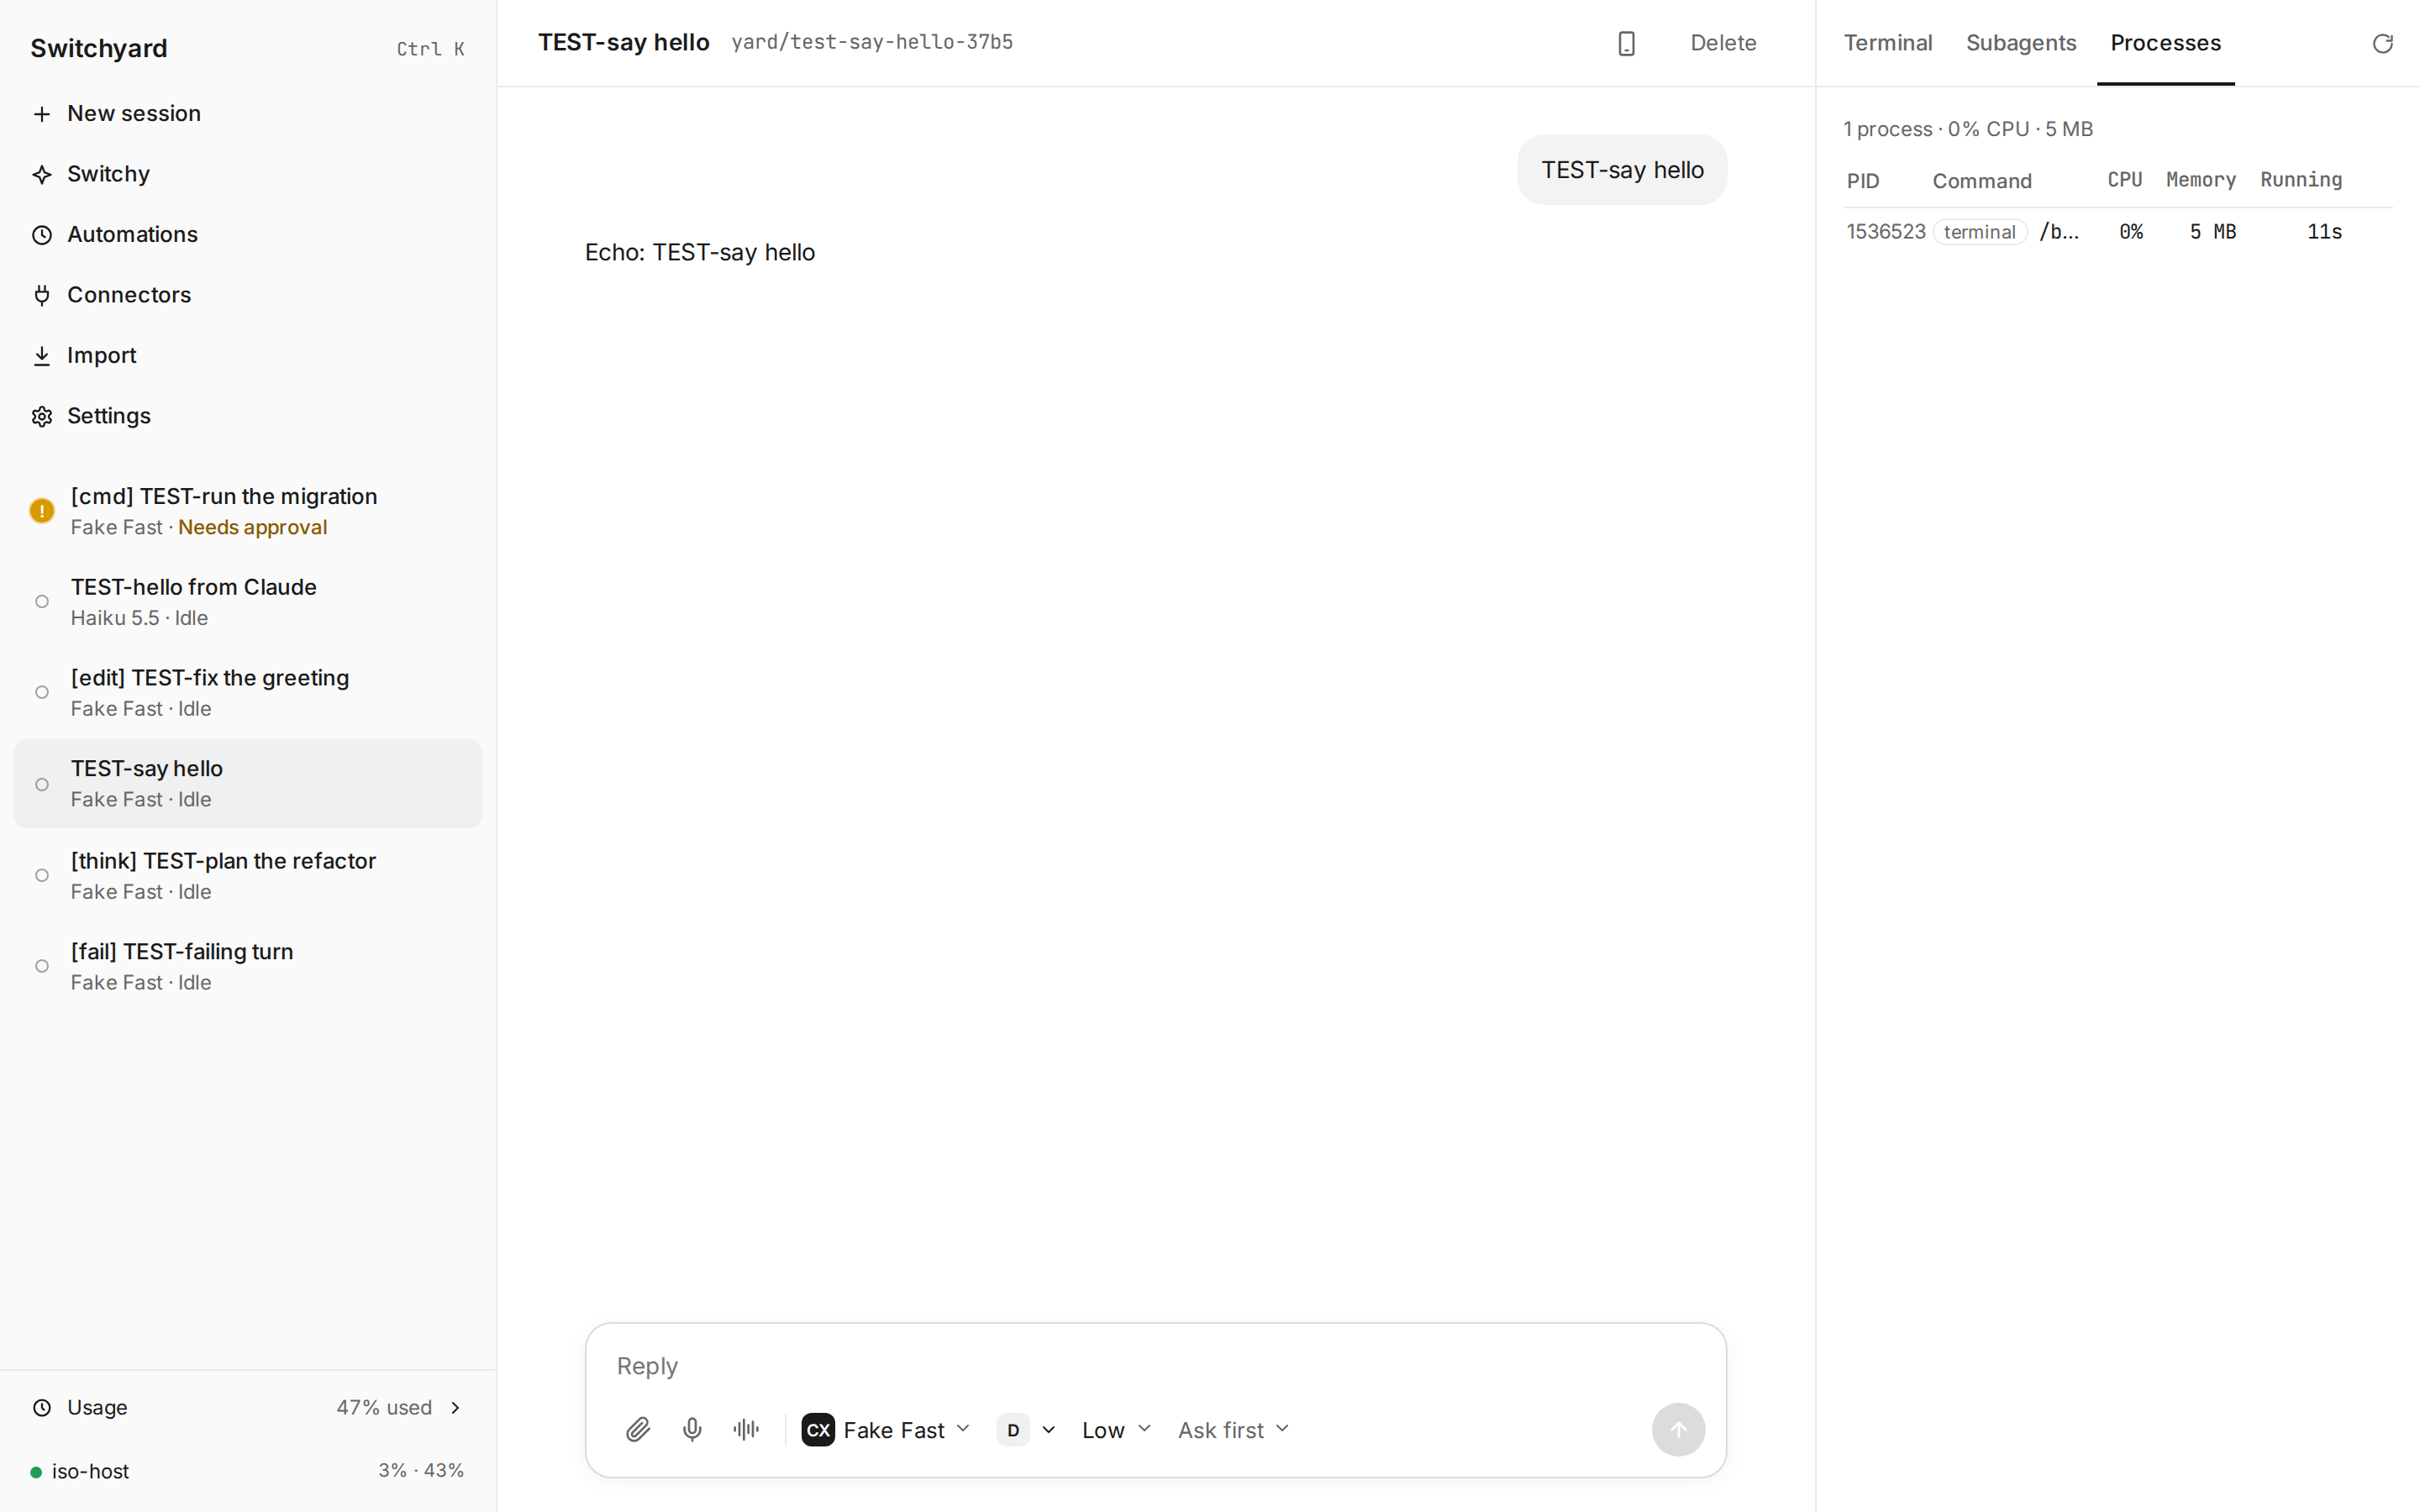 Switchyard
Ctrl K
New session
Switchy
Automations
Connectors
Import
Settings
[cmd] TEST-run the migration
Fake Fast · Needs approval
TEST-hello from Claude
Haiku 5.5 · Idle
[edit] TEST-fix the greeting
Fake Fast · Idle
TEST-say hello
Fake Fast · Idle
[think] TEST-plan the refactor
Fake Fast · Idle
[fail] TEST-failing turn
Fake Fast · Idle
Usage 47% used
iso-host 3% · 43%
TEST-say hello yard/test-say-hello-37b5 Delete
TEST-say hello
Echo: TEST-say hello
Reply
CX Fake Fast D Low Ask first
Terminal Subagents Processes
1 process · 0% CPU · 5 MB
PID Command CPU Memory Running
1536523 terminal /b... 0% 5 MB 11s